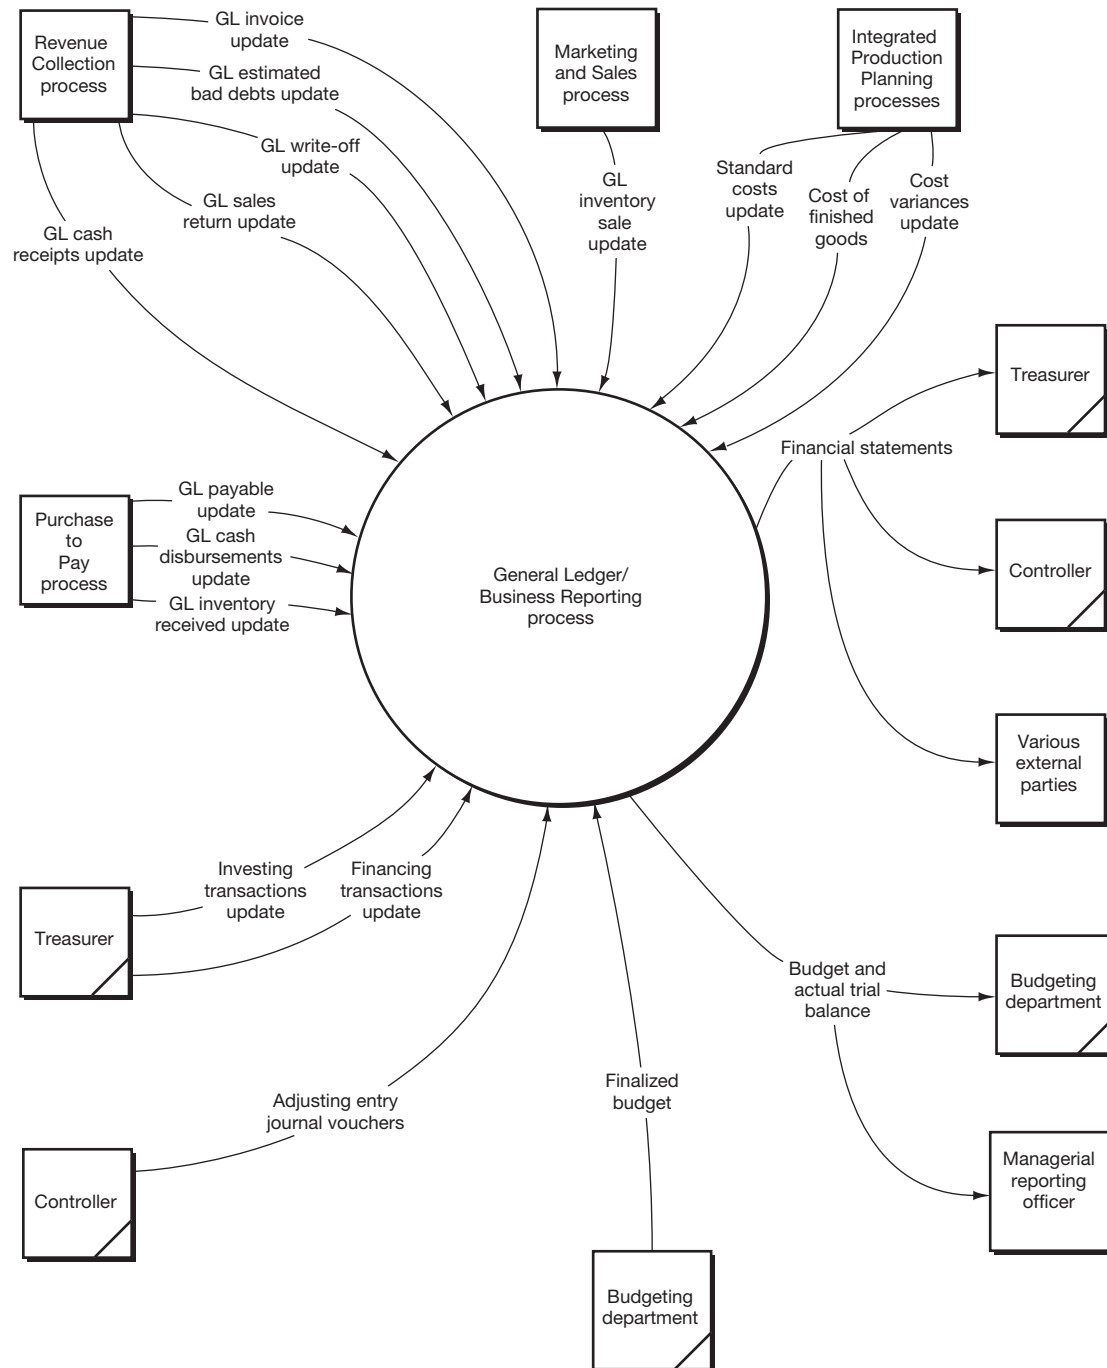 Revenue
Collection
process
GL invoice
update
GL estimated
bad debts update
GL write-off
update
GL sales
return update
GL cash
receipts update
Marketing
and Sales
process
GL
inventory
sale
update
Integrated
Production
Planning
processes
Standard
costs
update
Cost of
finished
goods
Cost
variances
update
Treasurer
Financial statements
Controller
Various
external
parties
Purchase
to
Pay
process
GL payable
update
GL cash
disbursements
update
GL inventory
received update
General Ledger/
Business Reporting
process
Treasurer
Investing
transactions
update
Financing
transactions
update
Controller
Adjusting entry
journal vouchers
Finalized
budget
Budgeting
department
Budget and
actual trial
balance
Budgeting
department
Managerial
reporting
officer